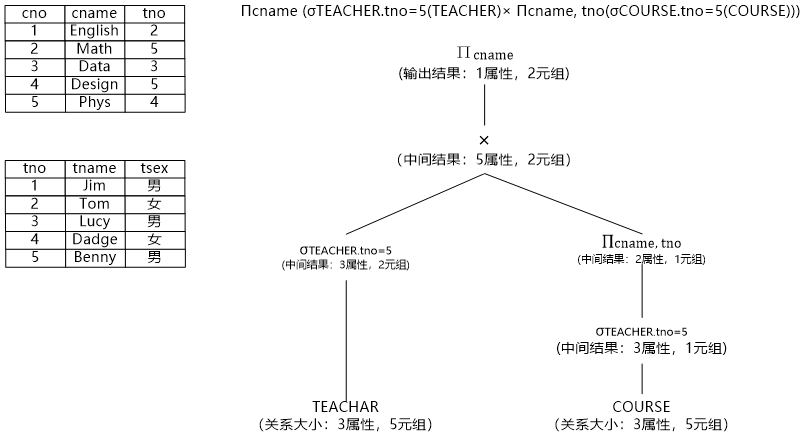 cno cname tno
1 English 2
2 Math 5
3 Data 3
4 Design 5
5 Phys 4
tno tname tsex
1 Jim 男
2 Tom 女
3 Lucy 男
4 Dadge 女
5 Benny 男
Πcname (σTEACHER.tno=5(TEACHER)× Πcname, tno(σCOURSE.tno=5(COURSE)))
Πcname
(输出结果：1属性，2元组)
×
(中间结果：5属性，2元组)
σTEACHER.tno=5
(中间结果：3属性，2元组)
Πcname, tno
(中间结果：2属性，1元组)
σTEACHER.tno=5
(中间结果：3属性，1元组)
TEACHAR
(关系大小：3属性，5元组)
COURSE
(关系大小：3属性，5元组)